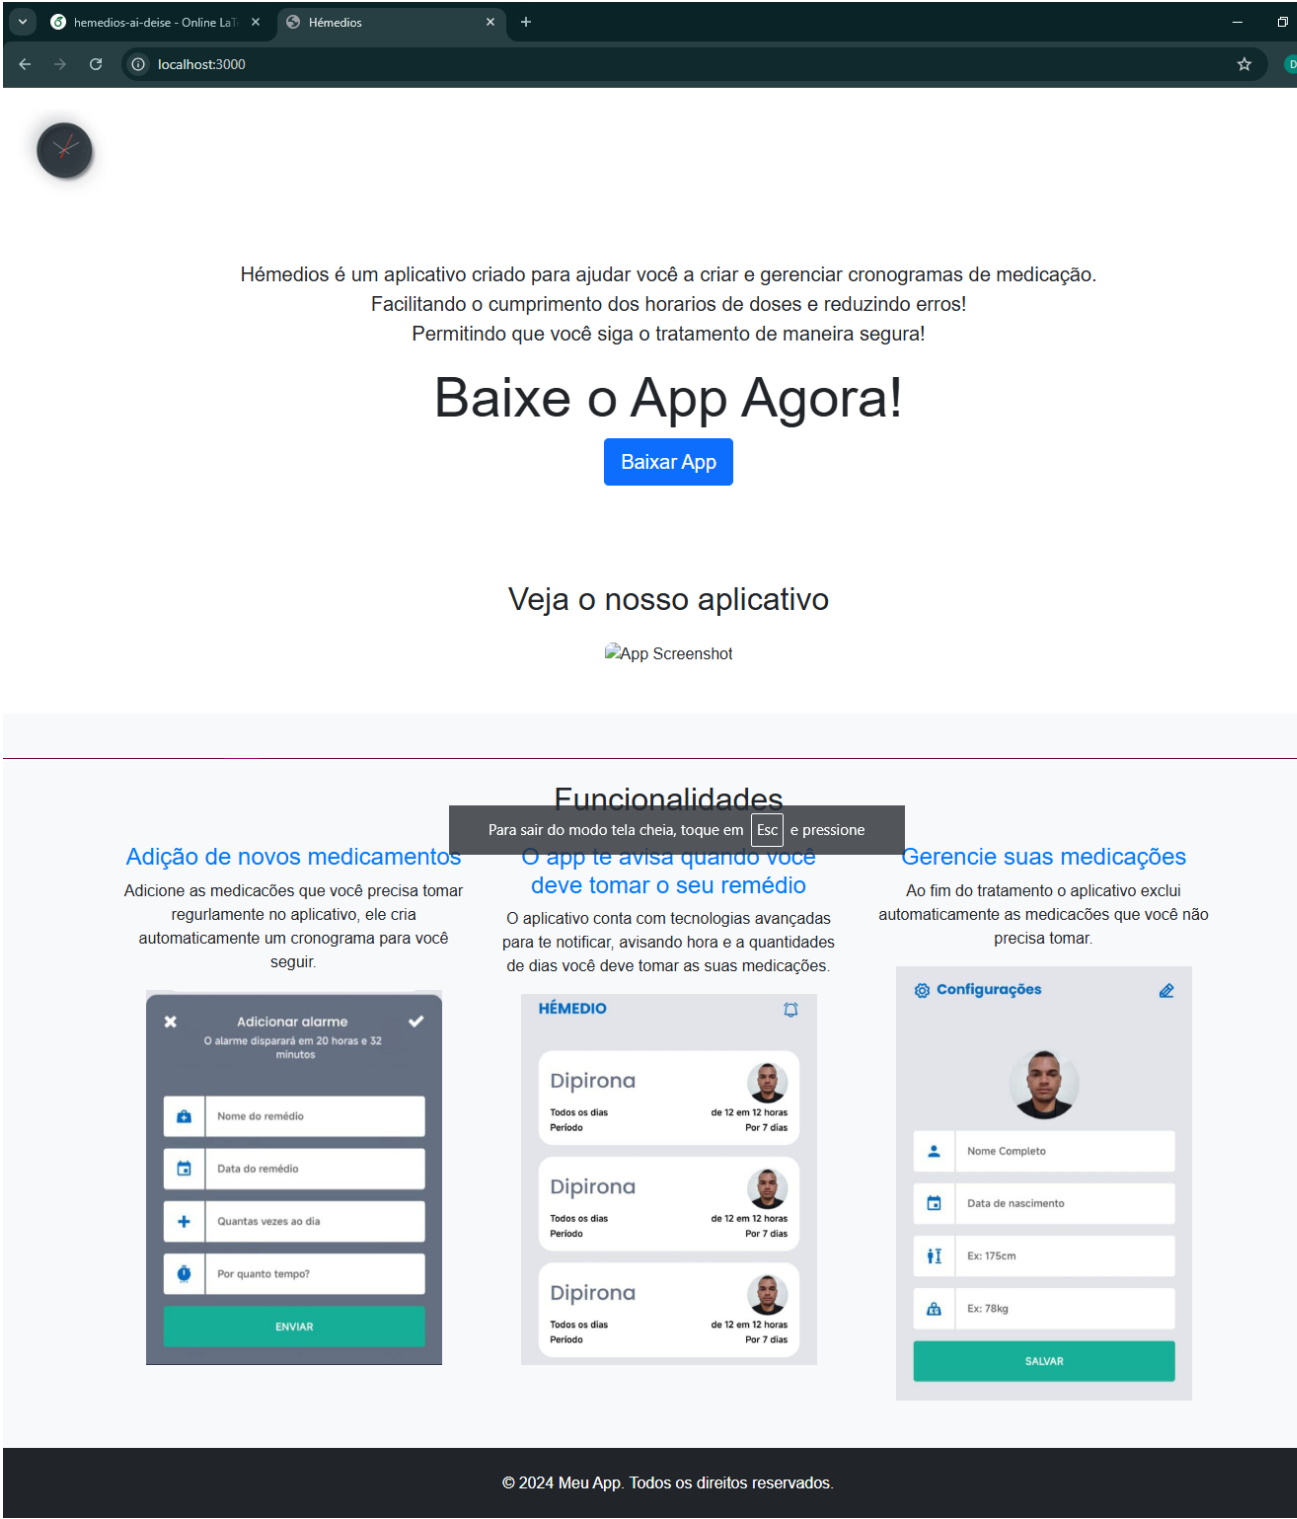 hemedios-ai-deise - Online LaT
Hémedios
localhost:3000
D
Hémedios é um aplicativo criado para ajudar você a criar e gerenciar cronogramas de medicação.
Facilitando o cumprimento dos horarios de doses e reduzindo erros!
Permitindo que você siga o tratamento de maneira segura!
Baixe o App Agora!
Baixar App
Veja o nosso aplicativo
App Screenshot
Funcionalidades
Para sair do modo tela cheia, toque em Esc e pressione
Adição de novos medicamentos
Adicione as medicacões que você precisa tomar
regurlamente no aplicativo, ele cria
automaticamente um cronograma para você
seguir.
Adicionar alarme
O alarme disparará em 20 horas e 32
minutos
Nome do remédio
Data do remédio
Quantas vezes ao dia
Por quanto tempo?
ENVIAR
O app te avisa quando você
deve tomar o seu remédio
O aplicativo conta com tecnologias avançadas
para te notificar, avisando hora e a quantidades
de dias você deve tomar as suas medicações.
HÉMEDIO
Dipirona
Todos os dias de 12 em 12 horas
Período Por 7 dias
Dipirona
Todos os dias de 12 em 12 horas
Período Por 7 dias
Dipirona
Todos os dias de 12 em 12 horas
Período Por 7 dias
Gerencie suas medicações
Ao fim do tratamento o aplicativo exclui
automaticamente as medicacões que você não
precisa tomar.
Configurações
Nome Completo
Data de nascimento
Ex: 175cm
Ex: 78kg
SALVAR
© 2024 Meu App. Todos os direitos reservados.